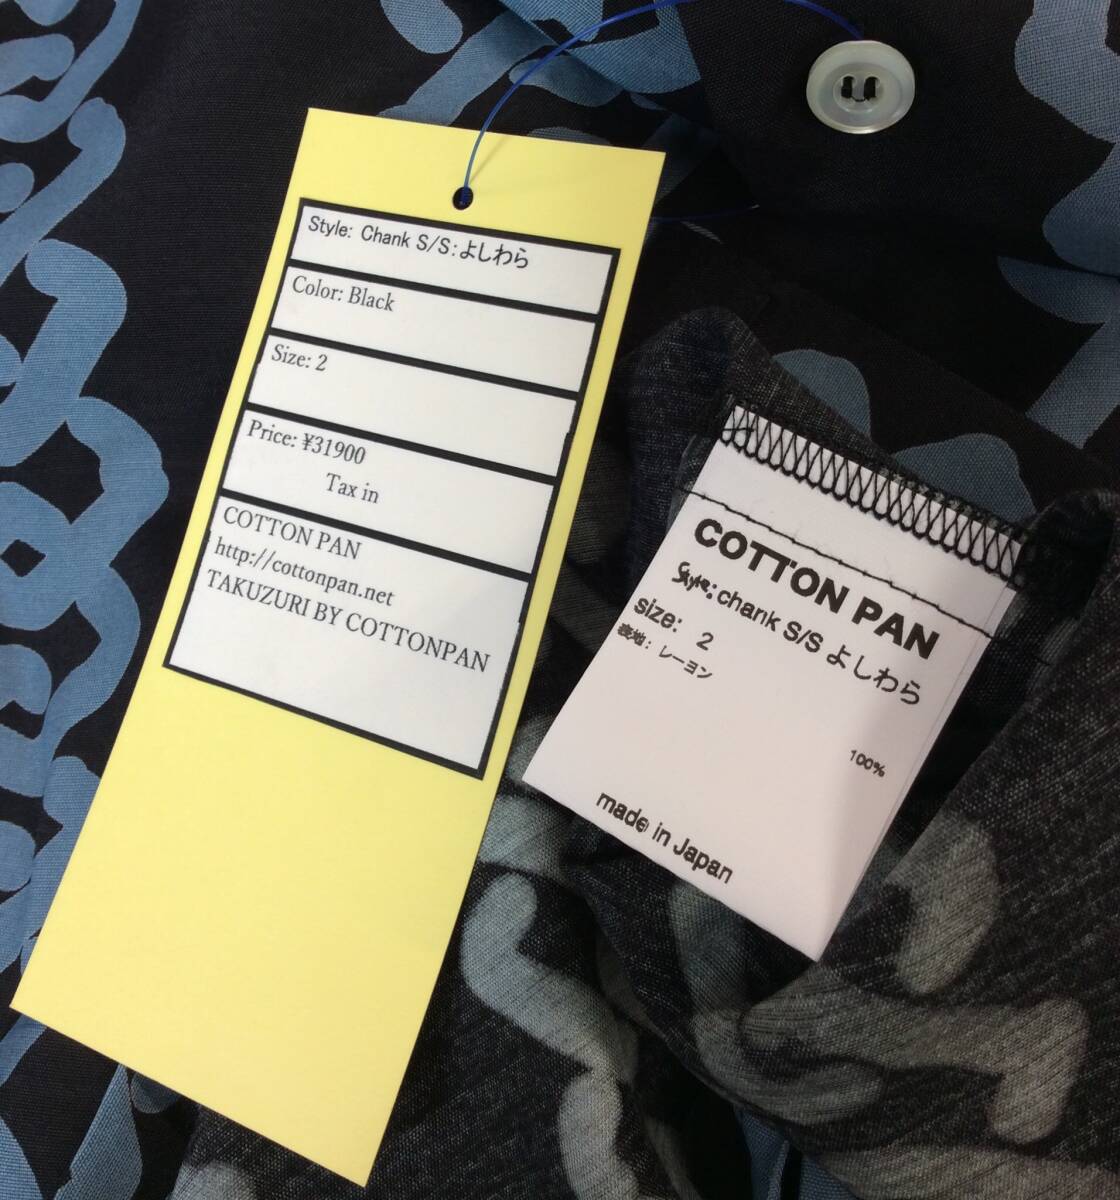 Style: Chank S/S:よしわら
Color: Black
Size: 2
Price: ¥31900
Tax in
COTTON PAN
http://cottonpan.net
TAKUZURI BY COTTONPAN
COTTON PAN
Style: chank S/S よしわら
size: 2
表地: レーヨン
100%
made in Japan